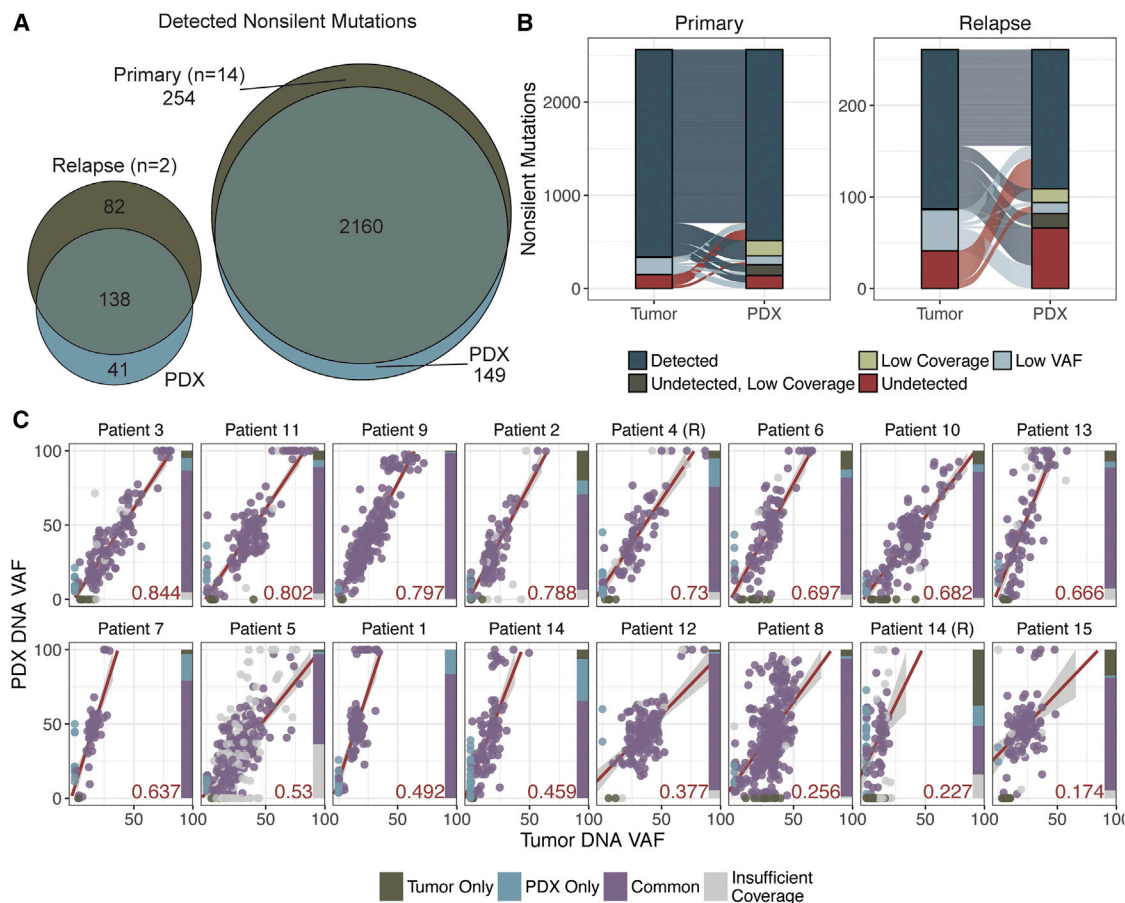 A
Detected Nonsilent Mutations
Primary (n=14)
254
Relapse (n=2)
82
2160
138
41
PDX
PDX
149
B
Primary
Relapse
Nonsilent Mutations
2000
1000
0
200
100
0
Tumor
PDX
Tumor
PDX
Detected
Low Coverage
Low VAF
Undetected, Low Coverage
Undetected
C
Patient 3
Patient 11
Patient 9
Patient 2
Patient 4 (R)
Patient 6
Patient 10
Patient 13
100
50
0
0.844
0.802
0.797
0.788
0.73
0.697
0.682
0.666
Patient 7
Patient 5
Patient 1
Patient 14
Patient 12
Patient 8
Patient 14 (R)
Patient 15
100
50
0
0.637
0.53
0.492
0.459
0.377
0.256
0.227
0.174
50 100 50 100 50 100 50 100 50 100 50 100 50 100 50 100
PDX DNA VAF
Tumor DNA VAF
Tumor Only
PDX Only
Common
Insufficient
Coverage